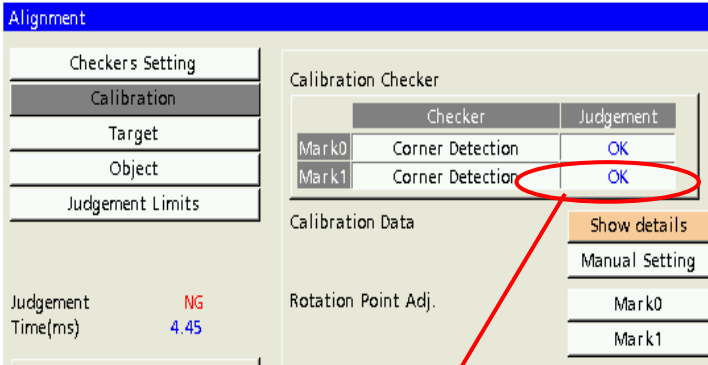 Alignment
Checkers Setting
Calibration
Target
Object
Judgement Limits
Judgement NG
Time(ms) 4.45
Calibration Checker
Checker Judgement
Mark0 Corner Detection OK
Mark1 Corner Detection OK
Calibration Data
Show details
Manual Setting
Rotation Point Adj.
Mark0
Mark1